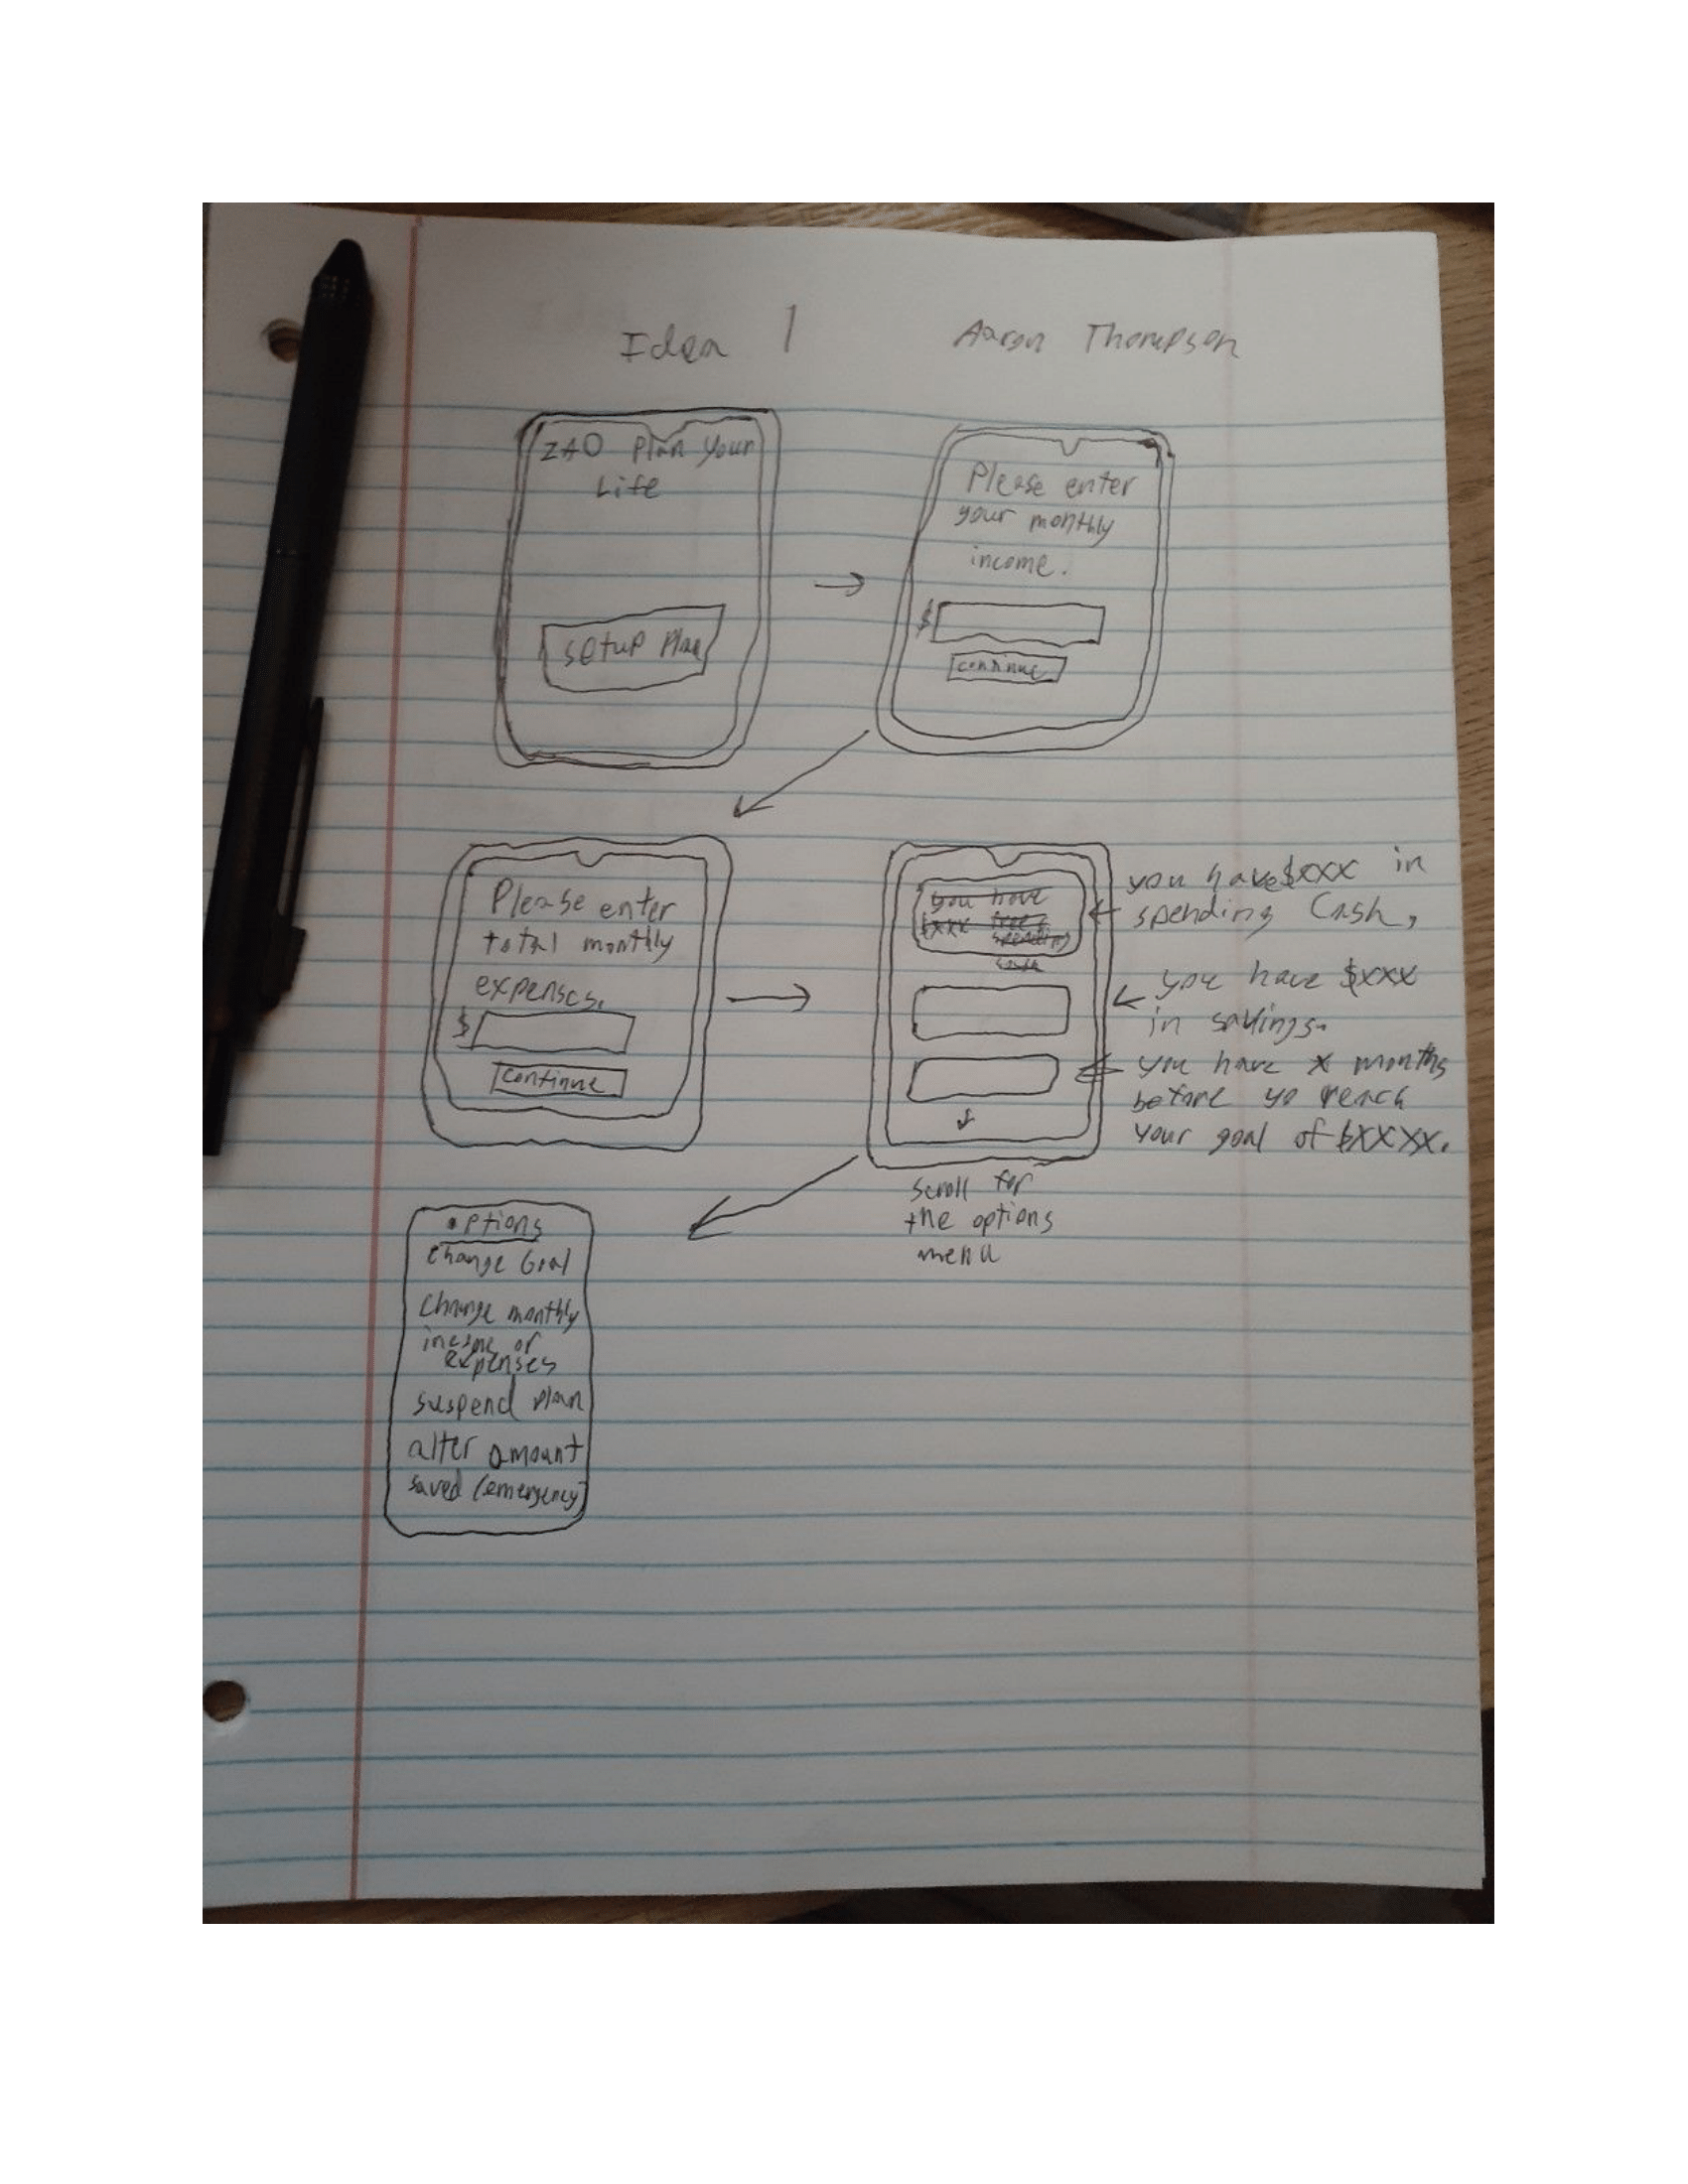 Idea 1
Aaron Thompson
ZAO Plan Your
Life
setup Plan
Please enter
your monthly
income.
$
continue
Please enter
total monthly
expenses.
$
continue
you have
$xxx free
spending
cash
you have $xxx in
spending Cash,
you have $xxx
in savings.
you have x months
before yo reach
your goal of $XXXX.
scroll for
the options
menu
options
change Goal
Change monthly
income or
expenses
suspend plan
alter amount
saved (emergency)